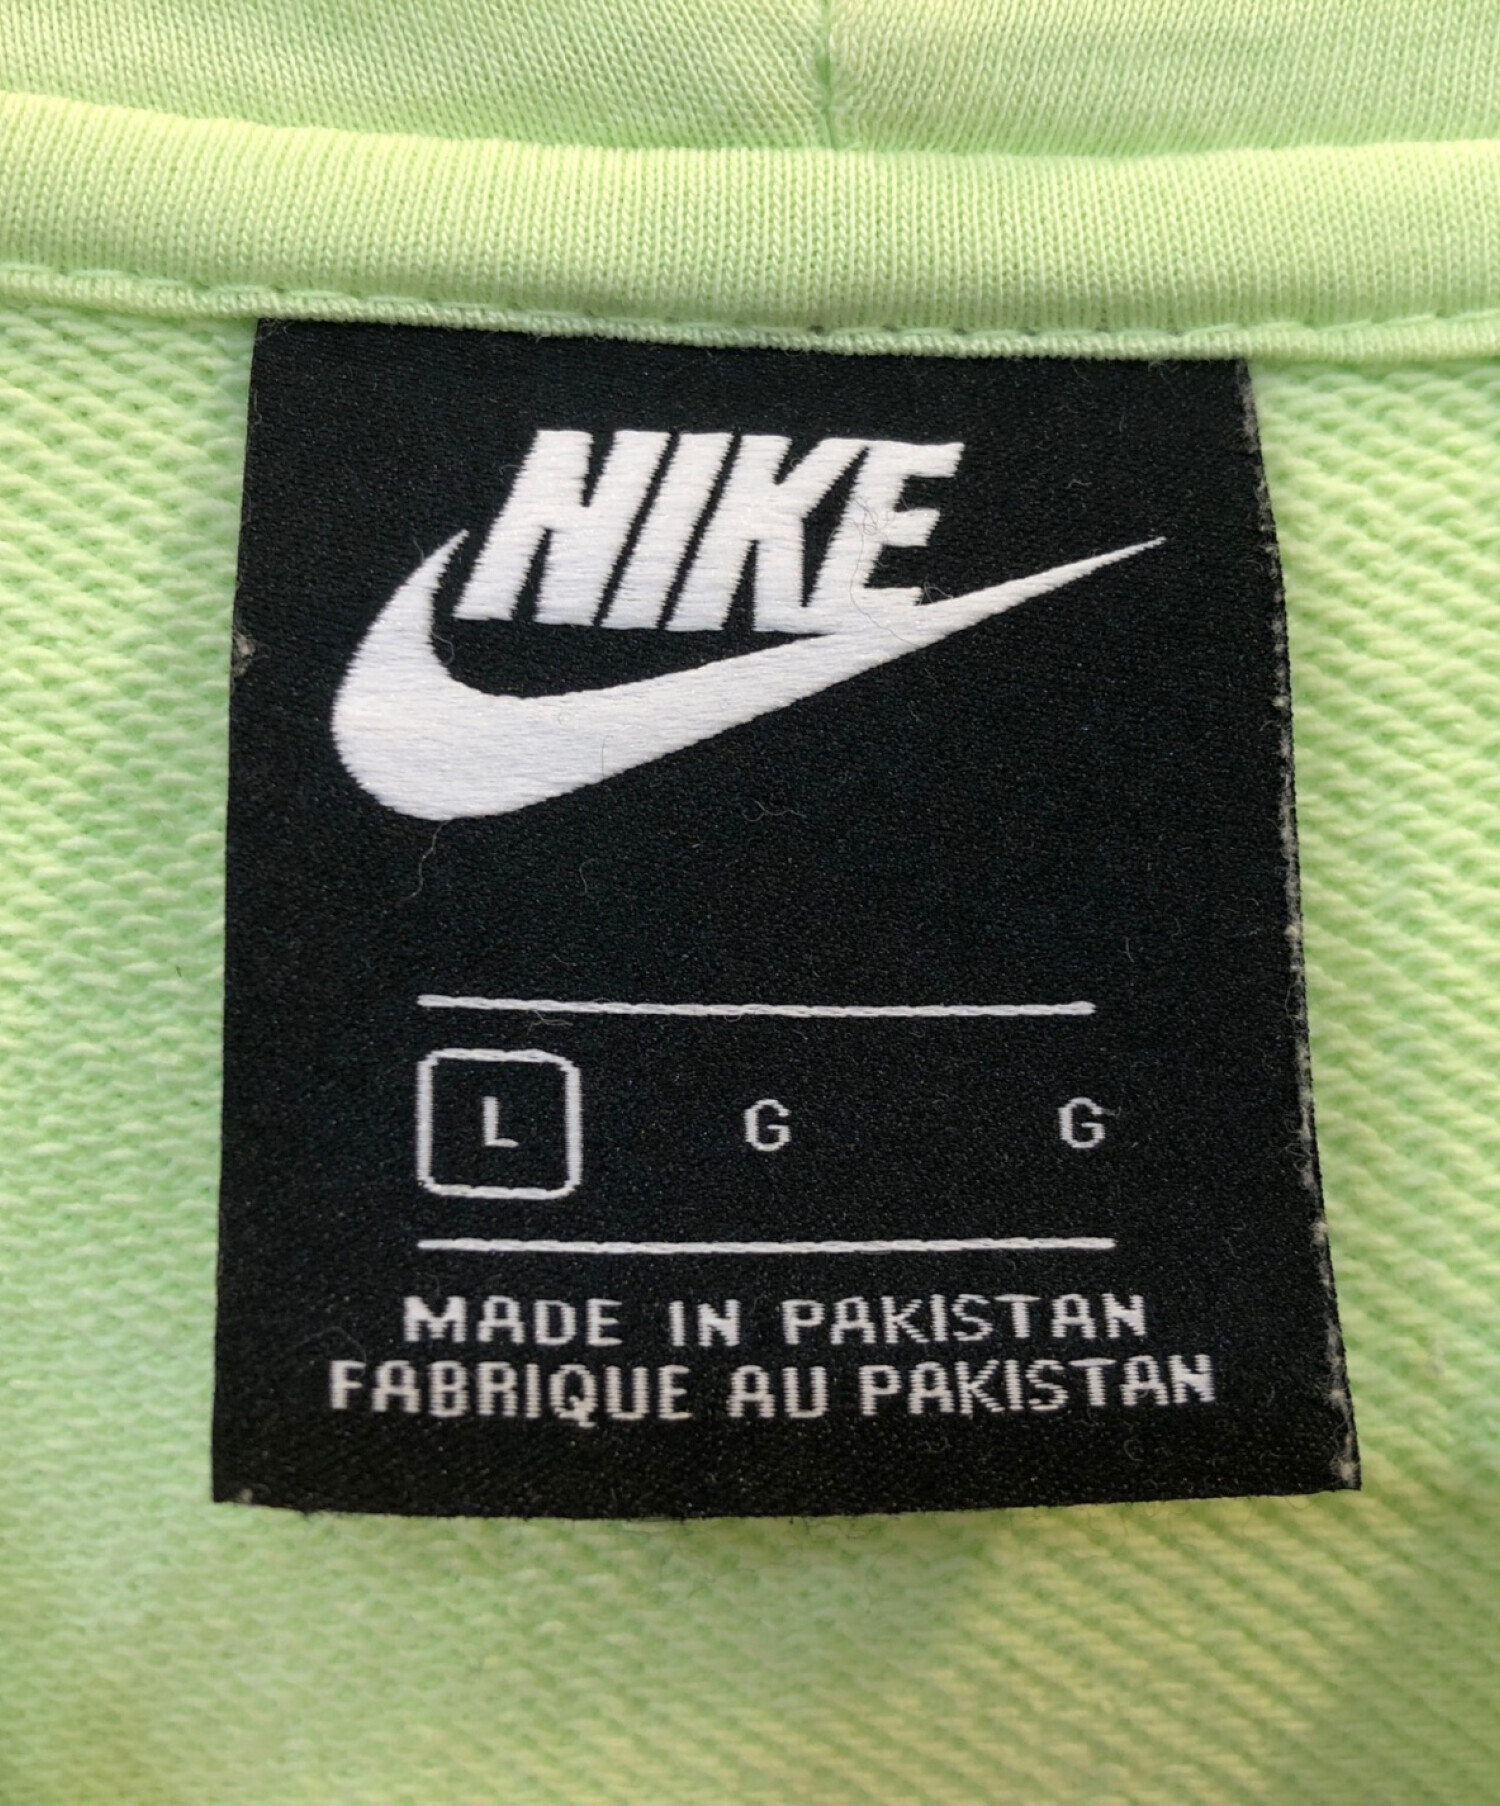 NIKE
L G G
MADE IN PAKISTAN
FABRIQUE AU PAKISTAN